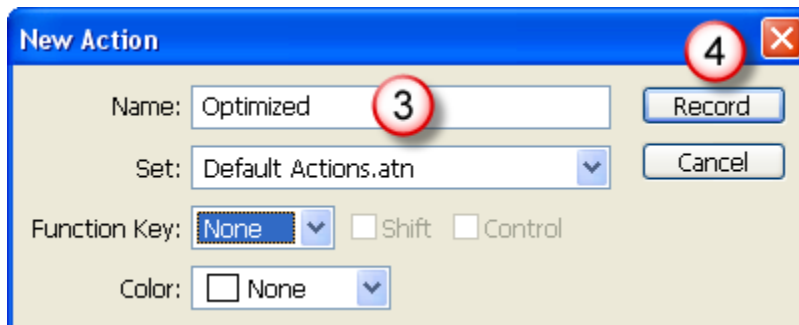 New Action
4
Name: Optimized 3 Record
Set: Default Actions.atn Cancel
Function Key: None Shift Control
Color: None